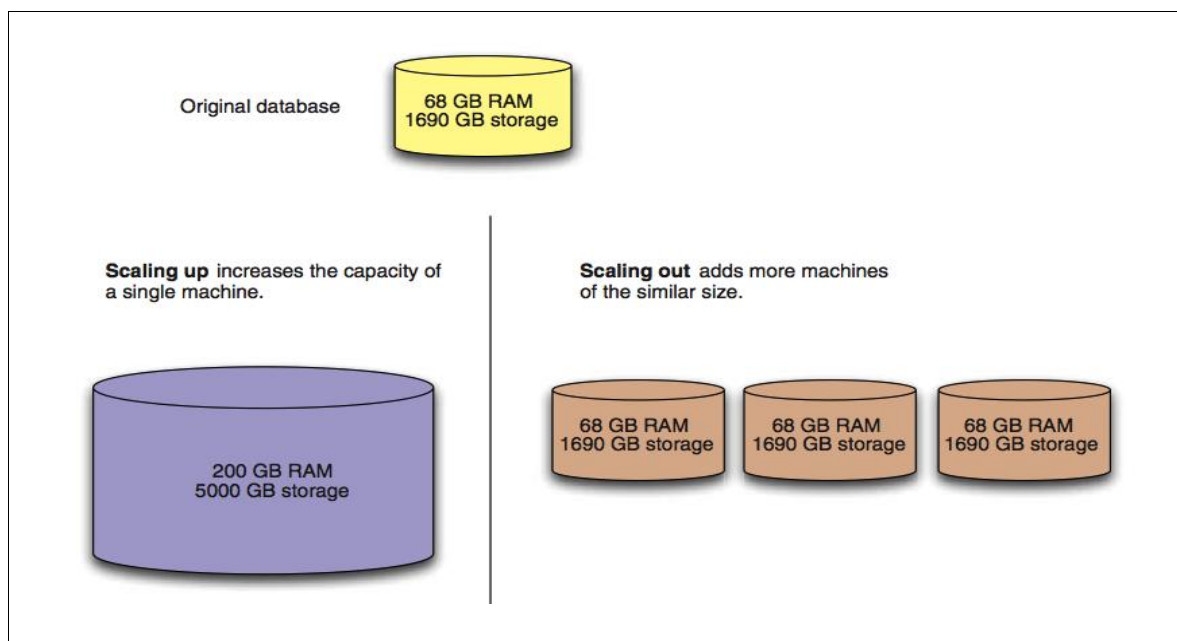 Original database
68 GB RAM
1690 GB storage
Scaling up increases the capacity of
a single machine.
200 GB RAM
5000 GB storage
Scaling out adds more machines
of the similar size.
68 GB RAM
1690 GB storage
68 GB RAM
1690 GB storage
68 GB RAM
1690 GB storage